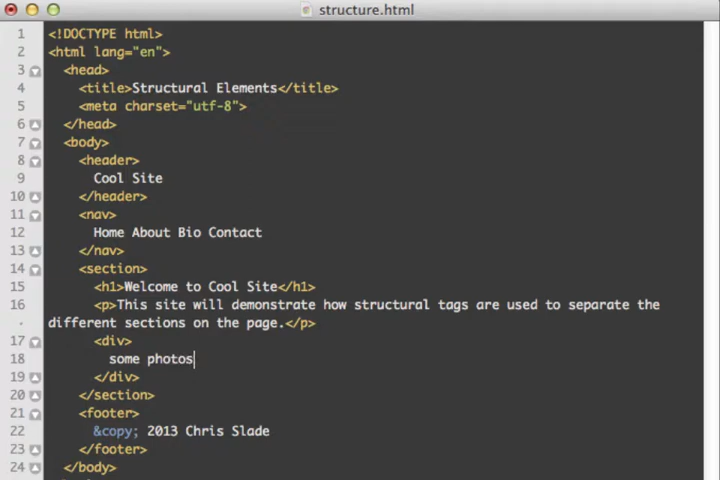 structure.html
1 <!DOCTYPE html>
2 <html lang="en">
3 <head>
4 <title>Structural Elements</title>
5 <meta charset="utf-8">
6 </head>
7 <body>
8 <header>
9 Cool Site
10 </header>
11 <nav>
12 Home About Bio Contact
13 </nav>
14 <section>
15 <h1>Welcome to Cool Site</h1>
16 <p>This site will demonstrate how structural tags are used to separate the
· different sections on the page.</p>
17 <div>
18 some photos
19 </div>
20 </section>
21 <footer>
22 &copy; 2013 Chris Slade
23 </footer>
24 </body>